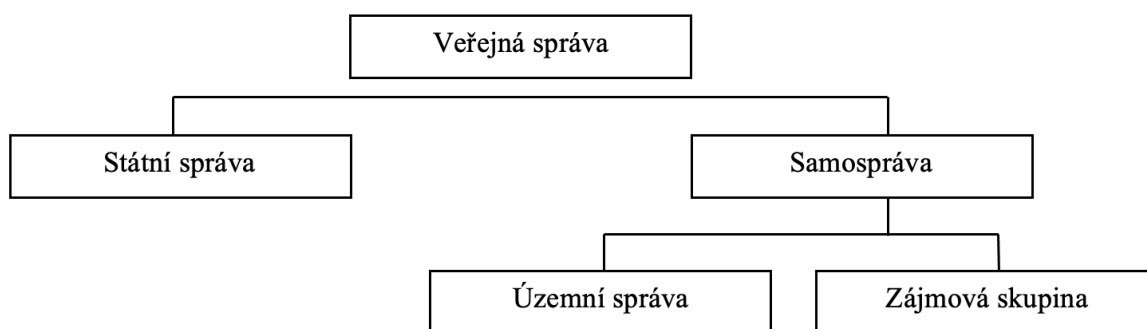 Veřejná správa
Státní správa
Samospráva
Územní správa
Zájmová skupina